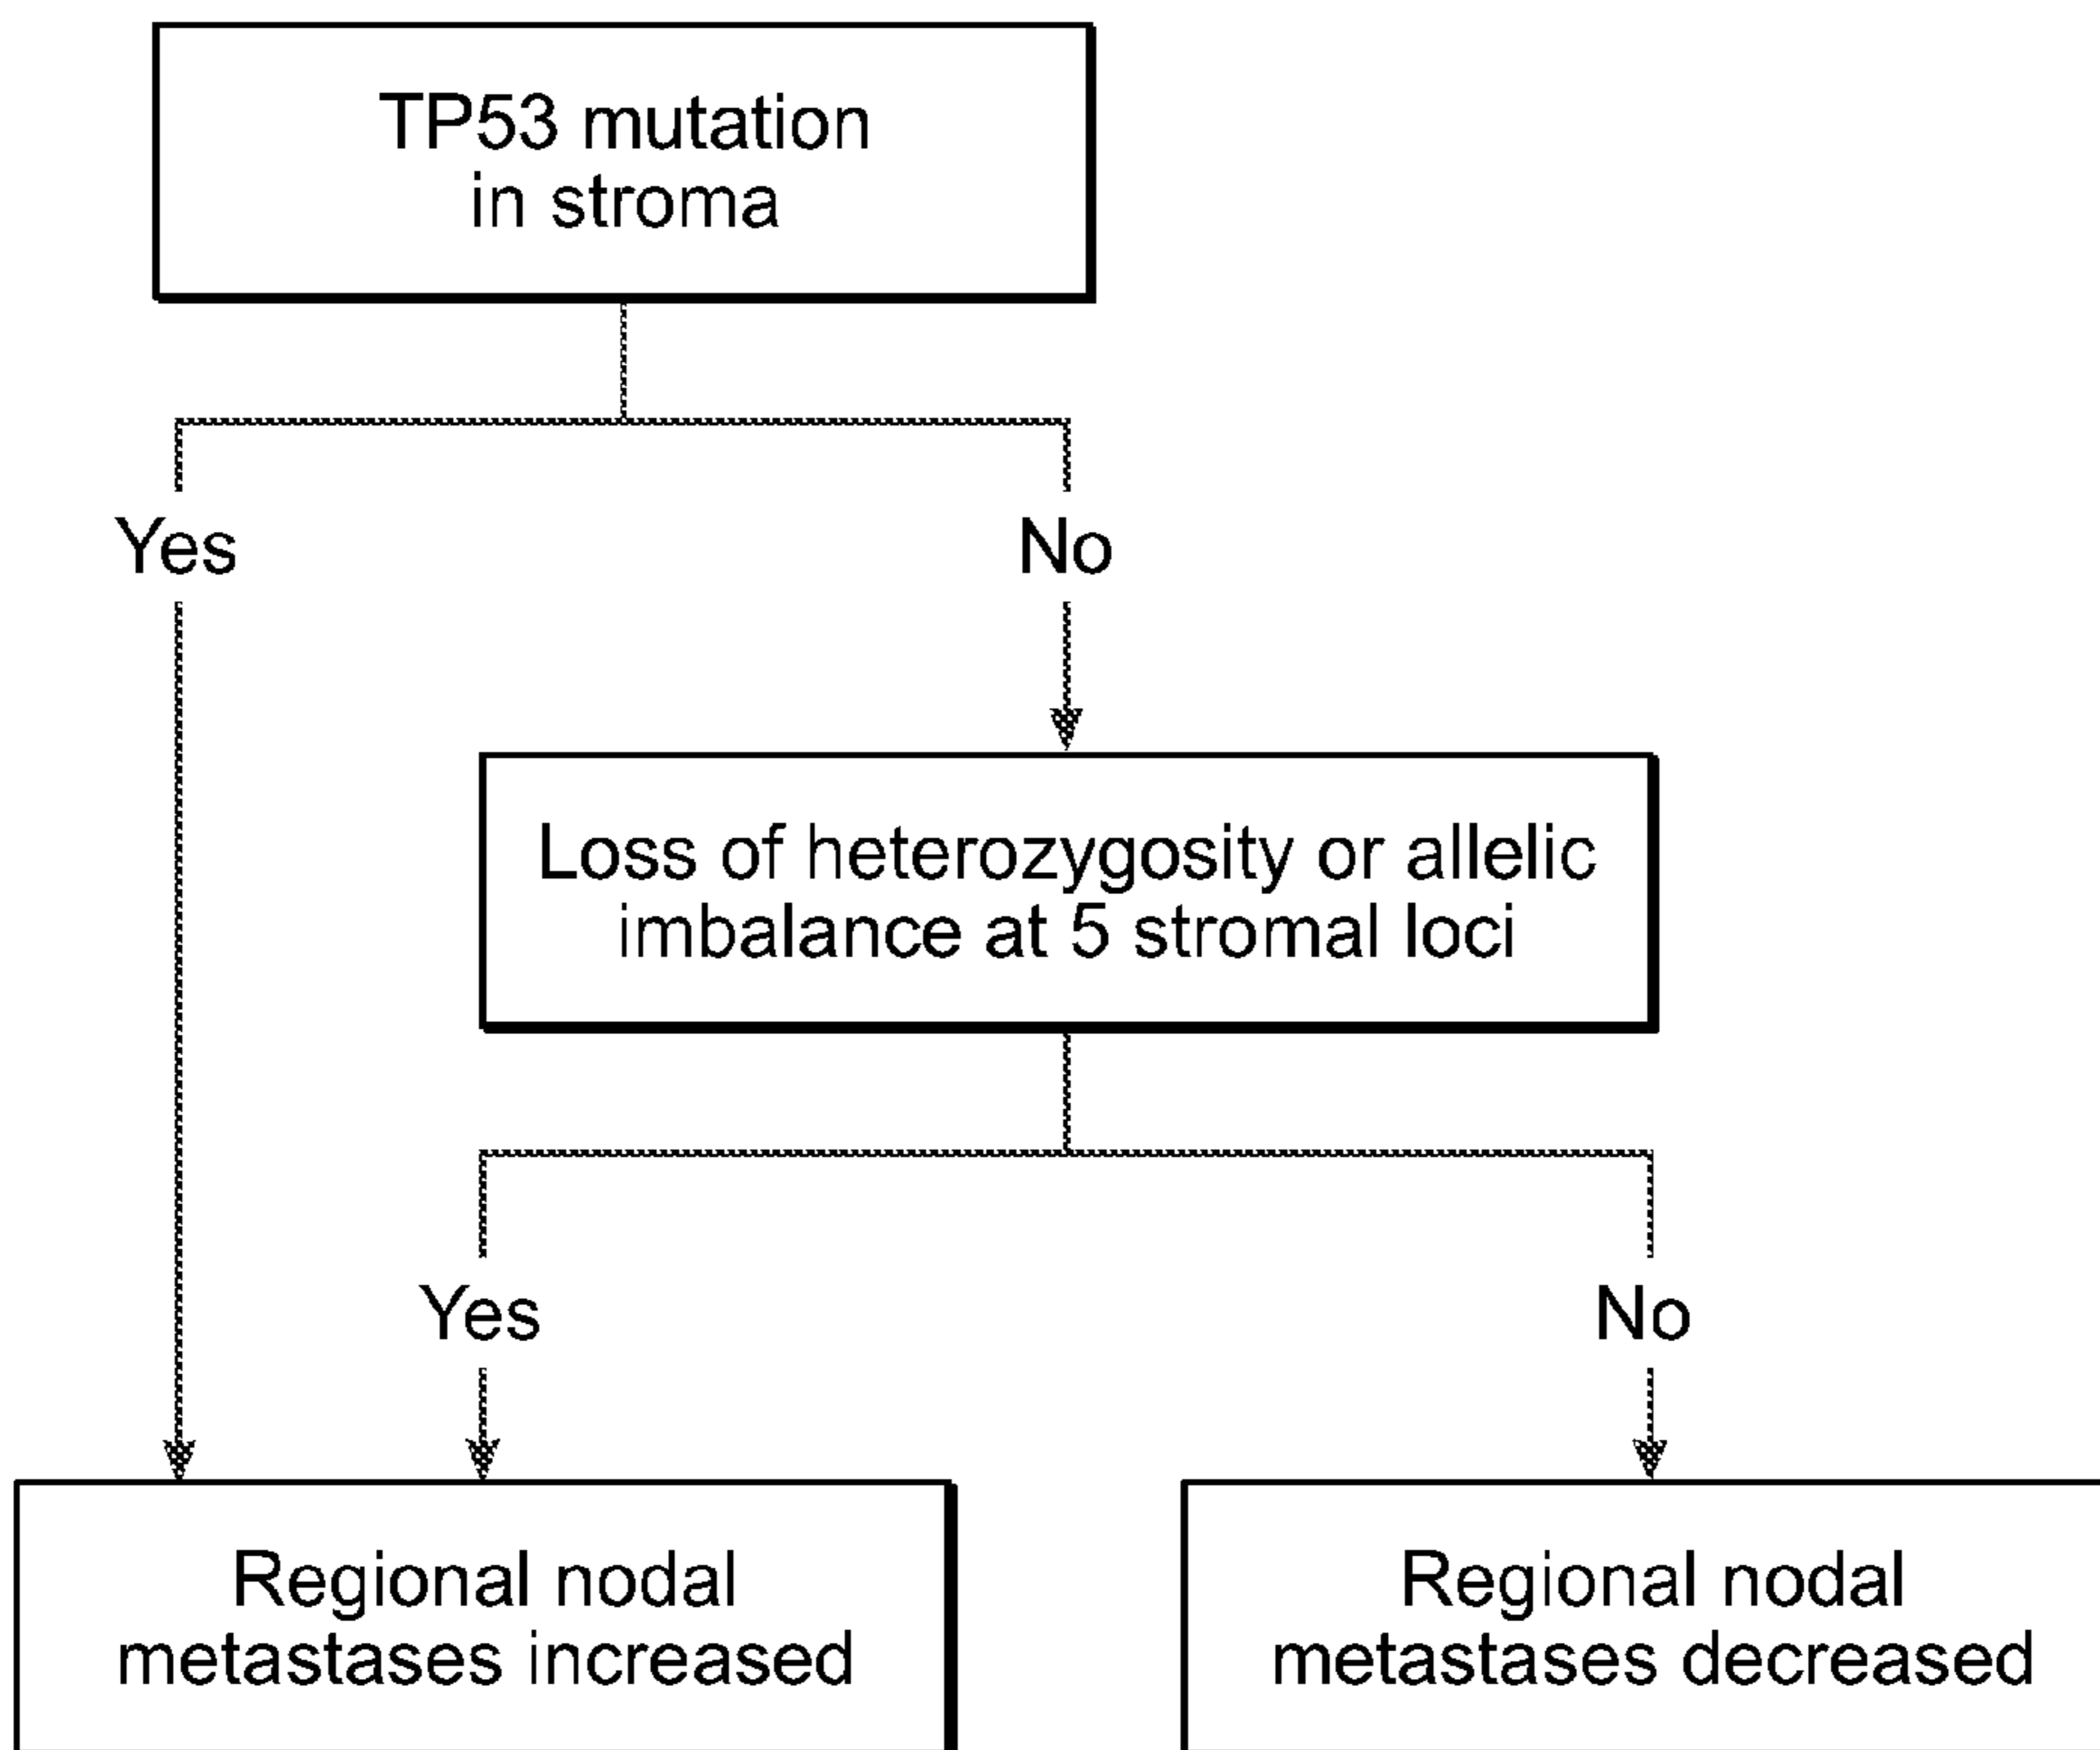 TP53 mutation
in stroma
Yes
No
Loss of heterozygosity or allelic
imbalance at 5 stromal loci
Yes
No
Regional nodal
metastases increased
Regional nodal
metastases decreased